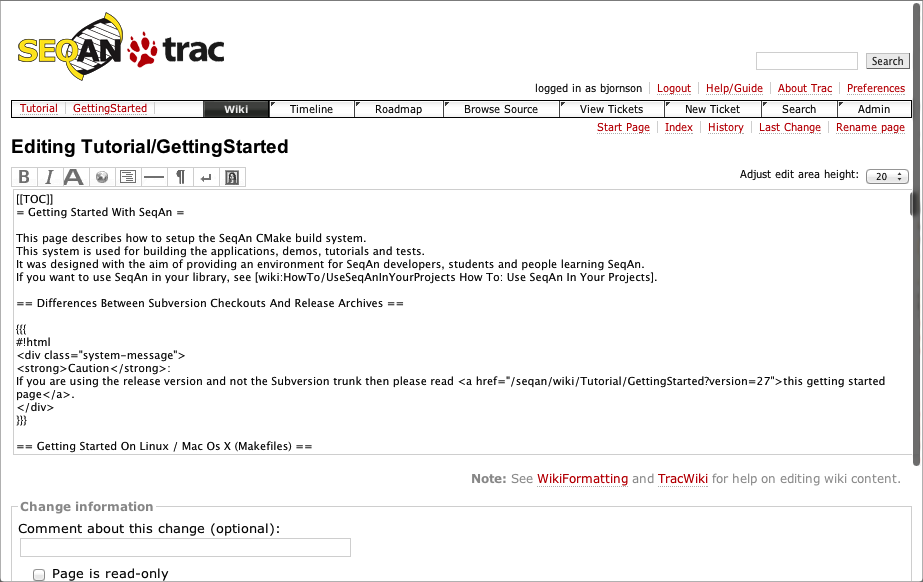 SEQAN trac
Search
logged in as bjornson Logout Help/Guide About Trac Preferences
Tutorial GettingStarted Wiki Timeline Roadmap Browse Source View Tickets New Ticket Search Admin
Start Page Index History Last Change Rename page
Editing Tutorial/GettingStarted
B I A ¶ ↵ Adjust edit area height: 20
[[TOC]]
= Getting Started With SeqAn =
This page describes how to setup the SeqAn CMake build system.
This system is used for building the applications, demos, tutorials and tests.
It was designed with the aim of providing an environment for SeqAn developers, students and people learning SeqAn.
If you want to use SeqAn in your library, see [wiki:HowTo/UseSeqAnInYourProjects How To: Use SeqAn In Your Projects].
== Differences Between Subversion Checkouts And Release Archives ==
{{{
#!html
<div class="system-message">
<strong>Caution</strong>:
If you are using the release version and not the Subversion trunk then please read <a href="/seqan/wiki/Tutorial/GettingStarted?version=27">this getting started
page</a>.
</div>
}}}
== Getting Started On Linux / Mac Os X (Makefiles) ==
Note: See WikiFormatting and TracWiki for help on editing wiki content.
Change information
Comment about this change (optional):
Page is read-only